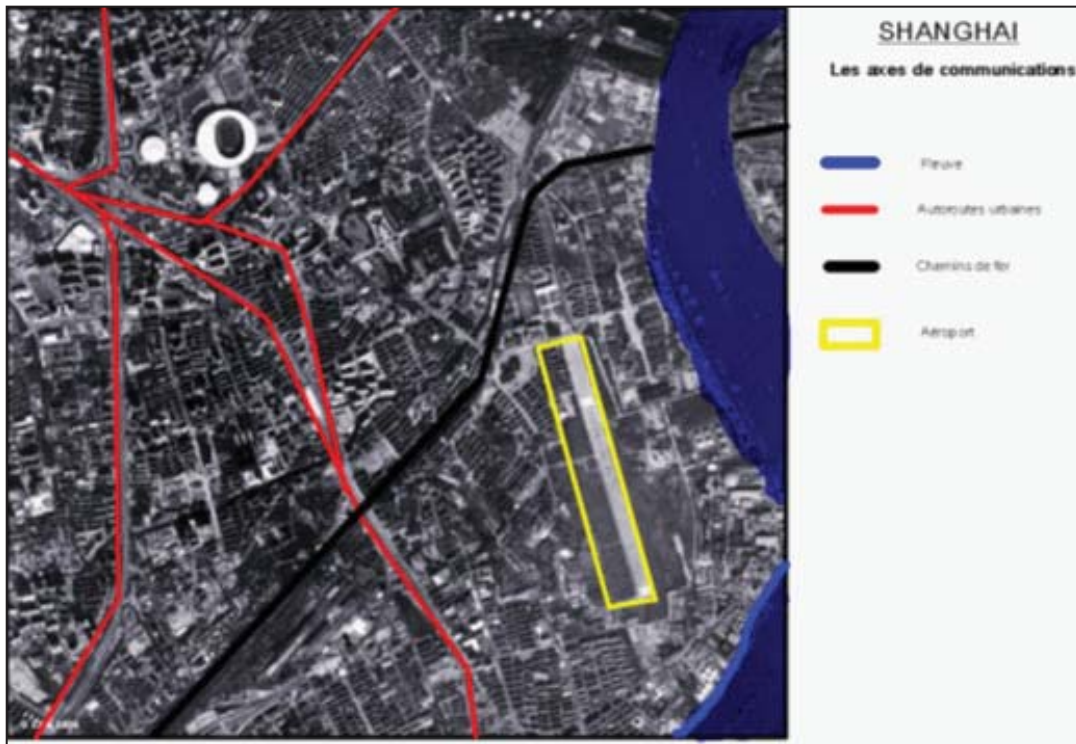 SHANGHAI
Les axes de communications
Fleuve
Autoroutes urbaines
Chemins de fer
Aéroport